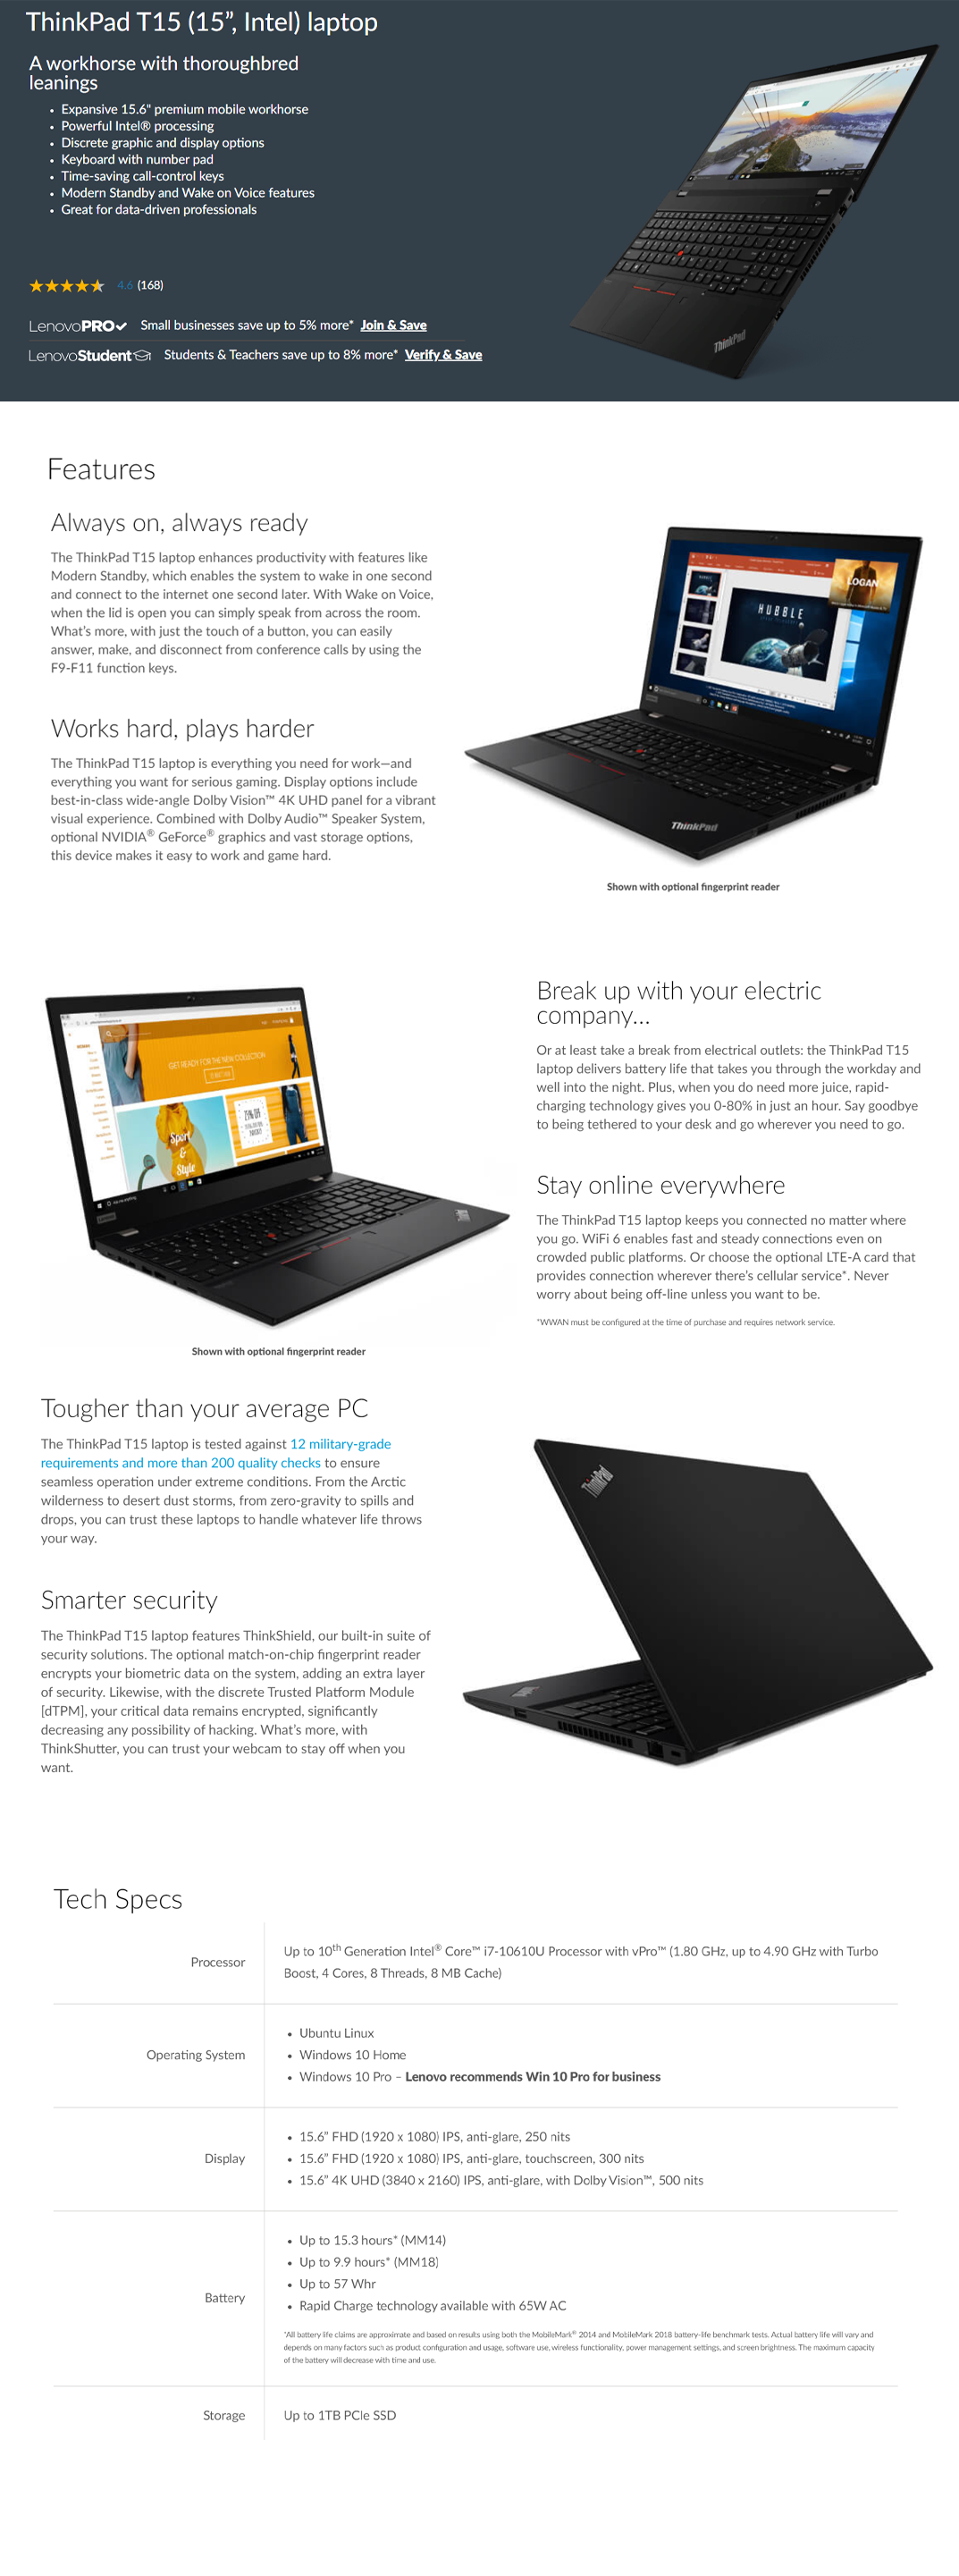 ThinkPad T15 (15”, Intel) laptop
A workhorse with thoroughbred
leanings
• Expansive 15.6" premium mobile workhorse
• Powerful Intel® processing
• Discrete graphic and display options
• Keyboard with number pad
• Time-saving call-control keys
• Modern Standby and Wake on Voice features
• Great for data-driven professionals
ThinkPad
4.6 (168)
LenovoPRO Small businesses save up to 5% more* Join & Save
LenovoStudent Students & Teachers save up to 8% more* Verify & Save
Features
Always on, always ready
The ThinkPad T15 laptop enhances productivity with features like
Modern Standby, which enables the system to wake in one second
and connect to the internet one second later. With Wake on Voice,
when the lid is open you can simply speak from across the room.
What’s more, with just the touch of a button, you can easily
answer, make, and disconnect from conference calls by using the
F9-F11 function keys.
Works hard, plays harder
The ThinkPad T15 laptop is everything you need for work—and
everything you want for serious gaming. Display options include
best-in-class wide-angle Dolby Vision™ 4K UHD panel for a vibrant
visual experience. Combined with Dolby Audio™ Speaker System,
optional NVIDIA® GeForce® graphics and vast storage options,
this device makes it easy to work and game hard.
LOGAN
HUBBLE
ThinkPad
Shown with optional fingerprint reader
GET READY FOR THE NEW COLLECTION
25% OFF
Sport
&
Style
Shown with optional fingerprint reader
Break up with your electric
company...
Or at least take a break from electrical outlets: the ThinkPad T15
laptop delivers battery life that takes you through the workday and
well into the night. Plus, when you do need more juice, rapid-
charging technology gives you 0-80% in just an hour. Say goodbye
to being tethered to your desk and go wherever you need to go.
Stay online everywhere
The ThinkPad T15 laptop keeps you connected no matter where
you go. WiFi 6 enables fast and steady connections even on
crowded public platforms. Or choose the optional LTE-A card that
provides connection wherever there’s cellular service*. Never
worry about being off-line unless you want to be.
*WWAN must be configured at the time of purchase and requires network service.
Tougher than your average PC
The ThinkPad T15 laptop is tested against 12 military-grade
requirements and more than 200 quality checks to ensure
seamless operation under extreme conditions. From the Arctic
wilderness to desert dust storms, from zero-gravity to spills and
drops, you can trust these laptops to handle whatever life throws
your way.
Smarter security
The ThinkPad T15 laptop features ThinkShield, our built-in suite of
security solutions. The optional match-on-chip fingerprint reader
encrypts your biometric data on the system, adding an extra layer
of security. Likewise, with the discrete Trusted Platform Module
[dTPM], your critical data remains encrypted, significantly
decreasing any possibility of hacking. What’s more, with
ThinkShutter, you can trust your webcam to stay off when you
want.
ThinkPad
Tech Specs
Processor
Up to 10th Generation Intel® Core™ i7-10610U Processor with vPro™ (1.80 GHz, up to 4.90 GHz with Turbo
Boost, 4 Cores, 8 Threads, 8 MB Cache)
Operating System
• Ubuntu Linux
• Windows 10 Home
• Windows 10 Pro – Lenovo recommends Win 10 Pro for business
Display
• 15.6” FHD (1920 x 1080) IPS, anti-glare, 250 nits
• 15.6” FHD (1920 x 1080) IPS, anti-glare, touchscreen, 300 nits
• 15.6” 4K UHD (3840 x 2160) IPS, anti-glare, with Dolby Vision™, 500 nits
Battery
• Up to 15.3 hours* (MM14)
• Up to 9.9 hours* (MM18)
• Up to 57 Whr
• Rapid Charge technology available with 65W AC
*All battery life claims are approximate and based on results using both the MobileMark® 2014 and MobileMark 2018 battery-life benchmark tests. Actual battery life will vary and
depends on many factors such as product configuration and usage, software use, wireless functionality, power management settings, and screen brightness. The maximum capacity
of the battery will decrease with time and use.
Storage
Up to 1TB PCIe SSD